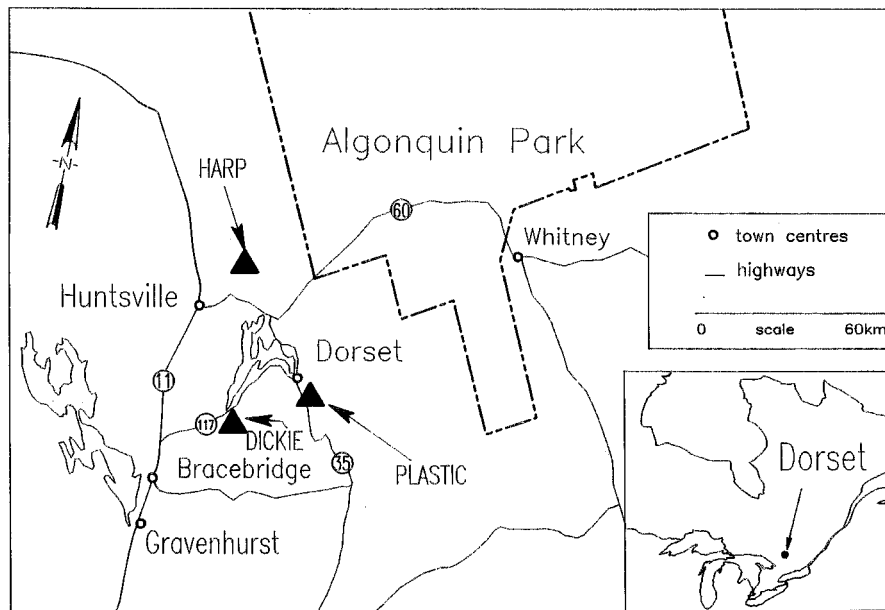 Algonquin Park
-N-
HARP
60
Whitney
town centres
highways
0 scale 60km
Huntsville
Dorset
11
117
DICKIE
Bracebridge
35
PLASTIC
Gravenhurst
Dorset